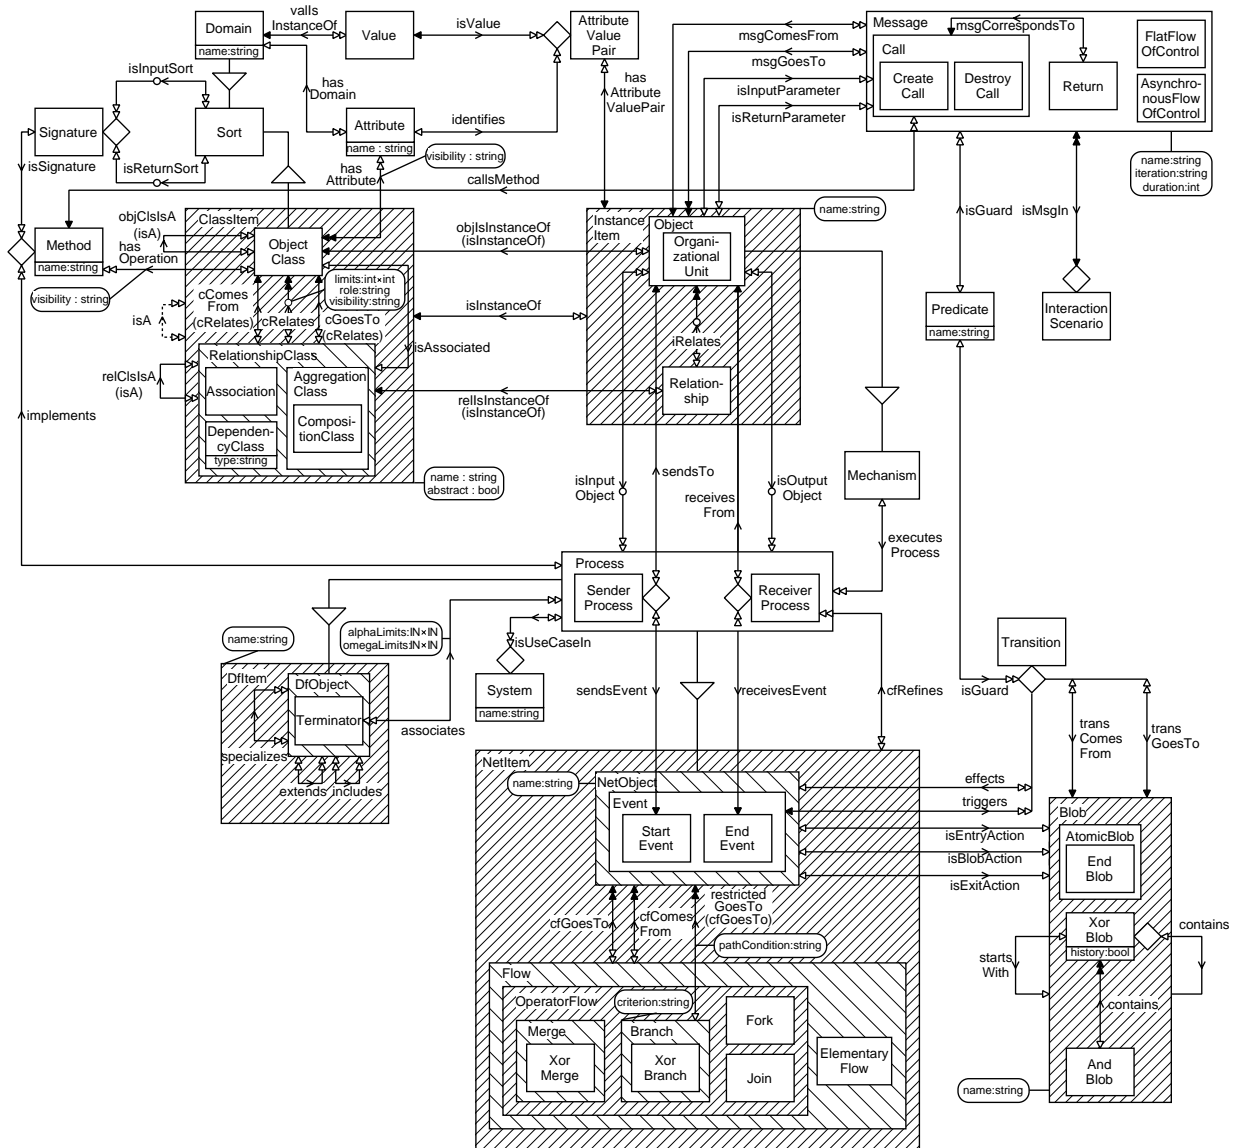 Domain
name:string
valIs
InstanceOf
Value
isValue
Attribute
Value
Pair
msgComesFrom
msgGoesTo
isInputParameter
isReturnParameter
Message
msgCorrespondsTo
Call
Create
Call
Destroy
Call
Return
FlatFlow
OfControl
Asynchro-
nousFlow
OfControl
isInputSort
has
Domain
has
Attribute
ValuePair
Signature
Sort
Attribute
name : string
identifies
isReturnSort
isSignature
has
Attribute
visibility : string
callsMethod
name:string
iteration:string
duration:int
isGuard
isMsgIn
objClsIsA
(isA)
ClassItem
Object
Class
Method
name:string
has
Operation
visibility : string
objIsInstanceOf
(isInstanceOf)
Instance
Item
name:string
Object
Organi-
zational
Unit
limits:int×int
role:string
visibility:string
cComes
From
(cRelates)
cRelates
cGoesTo
(cRelates)
isA
isInstanceOf
Predicate
name:string
Interaction
Scenario
isAssociated
iRelates
RelationshipClass
Association
Aggregation
Class
Composi-
tionClass
Dependen-
cyClass
type:string
relClsIsA
(isA)
relIsInstanceOf
(isInstanceOf)
Relation-
ship
implements
name : string
abstract : bool
isInput
Object
sendsTo
receives
From
isOutput
Object
Mechanism
executes
Process
Process
Sender
Process
Receiver
Process
name:string
alphaLimits:IN×IN
omegaLimits:IN×IN
isUseCaseIn
System
name:string
DfItem
DfObject
Terminator
associates
specializes
extends
includes
sendsEvent
receivesEvent
cfRefines
isGuard
Transition
trans
Comes
From
trans
GoesTo
NetItem
name:string
NetObject
Event
Start
Event
End
Event
effects
triggers
isEntryAction
isBlobAction
isExitAction
Blob
AtomicBlob
End
Blob
cfGoesTo
cfComes
From
restricted
GoesTo
(cfGoesTo)
pathCondition:string
Xor
Blob
history:bool
contains
starts
With
contains
And
Blob
name:string
Flow
OperatorFlow
criterion:string
Merge
Xor
Merge
Branch
Xor
Branch
Fork
Join
Elementary
Flow